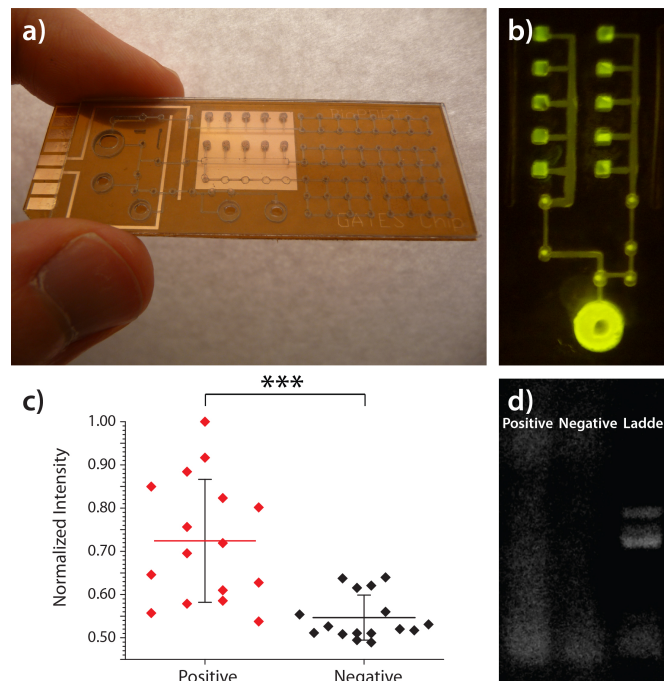 a)
GATES Chip
b)
c)
***
Normalized Intensity
1.00
0.90
0.80
0.70
0.60
0.50
Positive
Negative
d)
Positive Negative Ladde